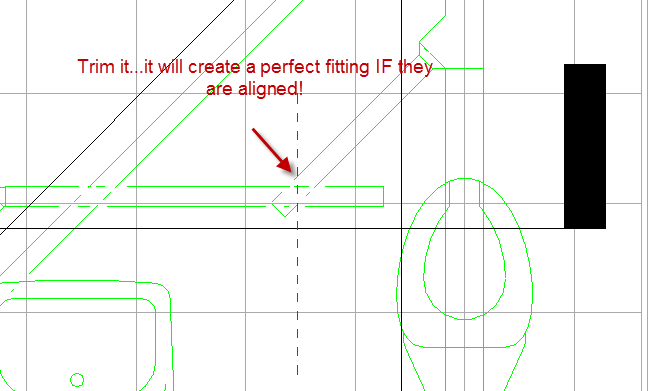 Trim it...it will create a perfect fitting IF they
are aligned!